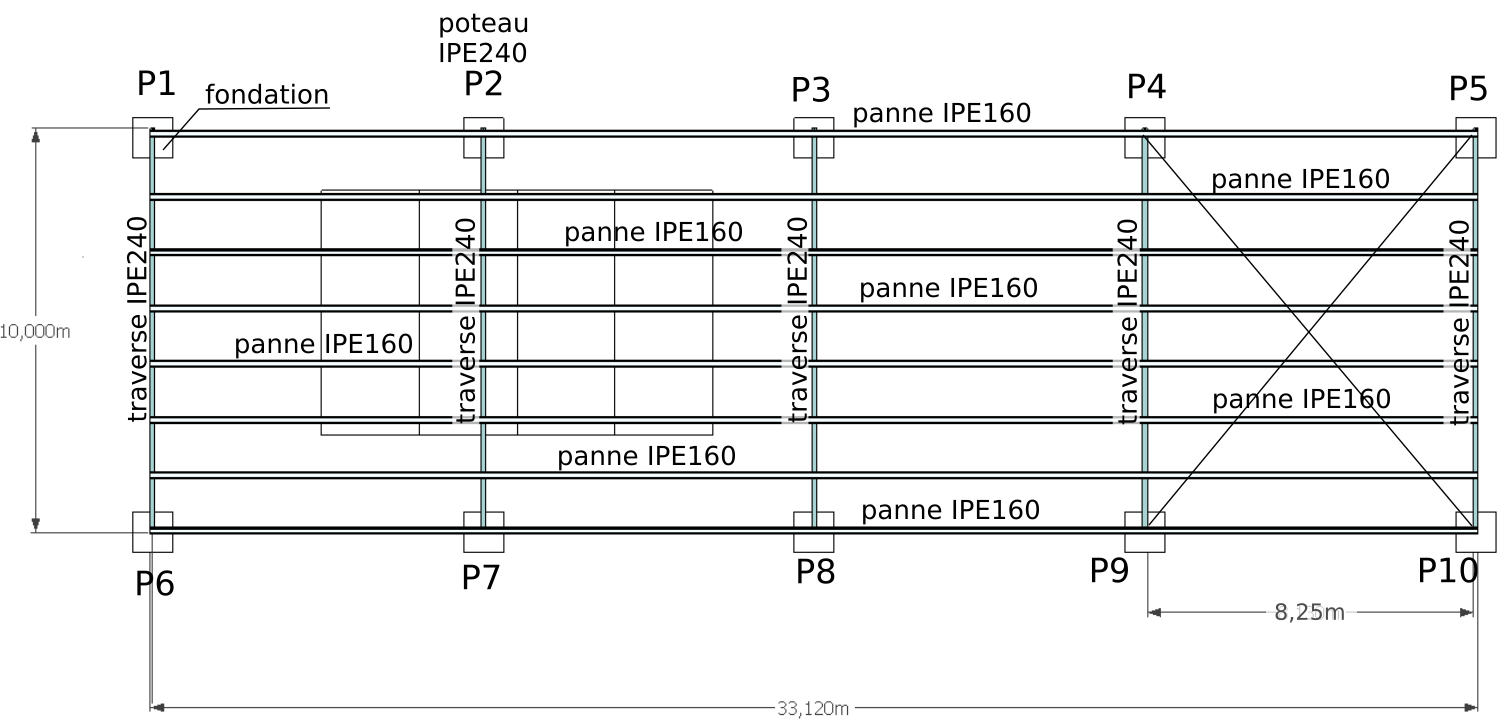 poteau
IPE240
P1
fondation
P2
P3
panne IPE160
P4
P5
panne IPE160
panne IPE160
panne IPE160
panne IPE160
panne IPE160
panne IPE160
panne IPE160
traverse IPE240
traverse IPE240
traverse IPE240
traverse IPE240
traverse IPE240
10,000m
P6
P7
P8
P9
P10
8,25m
33,120m